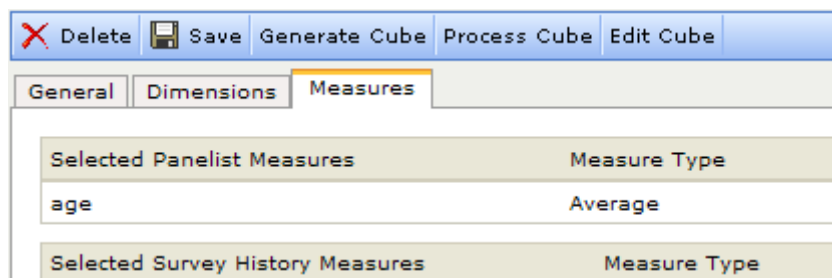 Delete Save Generate Cube Process Cube Edit Cube
General Dimensions Measures
Selected Panelist Measures Measure Type
age Average
Selected Survey History Measures Measure Type